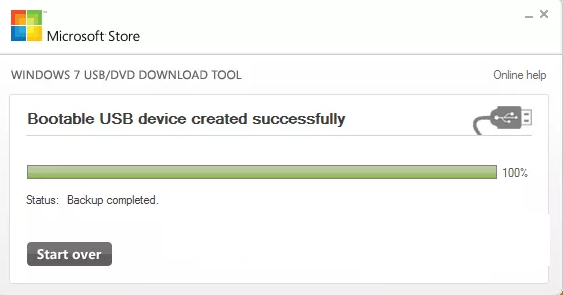 Microsoft Store
WINDOWS 7 USB/DVD DOWNLOAD TOOL
Online help
Bootable USB device created successfully
100%
Status: Backup completed.
Start over